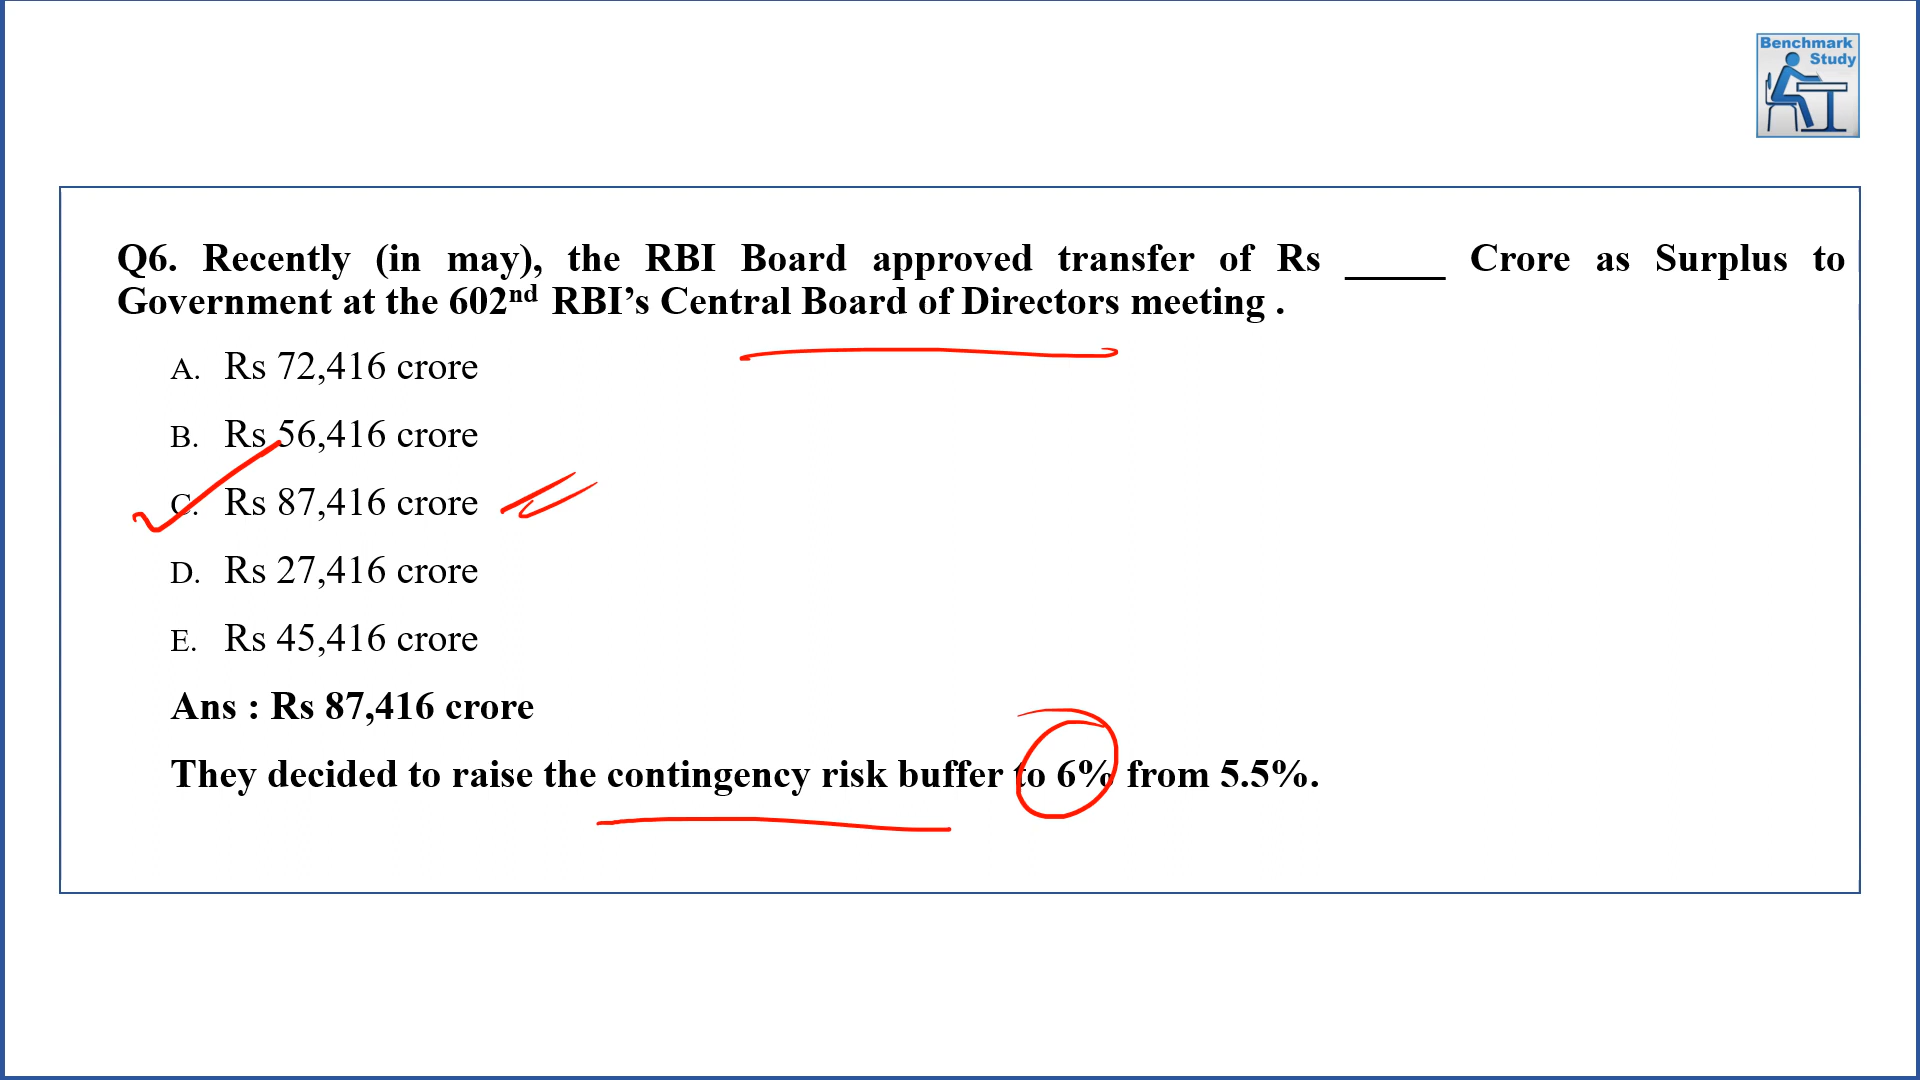 Benchmark
Study
Q6. Recently (in may), the RBI Board approved transfer of Rs _____ Crore as Surplus to
Government at the 602nd RBI’s Central Board of Directors meeting .
A. Rs 72,416 crore
B. Rs 56,416 crore
C. Rs 87,416 crore
D. Rs 27,416 crore
E. Rs 45,416 crore
Ans : Rs 87,416 crore
They decided to raise the contingency risk buffer to 6% from 5.5%.